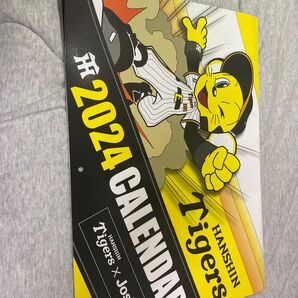 HANSHIN
Tigers
2024 CALENDAR
HANSHIN
Tigers × Jos